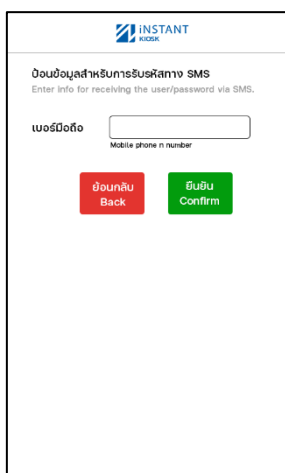 iNSTANT
KIOSK
ป้อนข้อมูลสำหรับการรับรหัสทาง SMS
Enter info for receiving the user/password via SMS.
เบอร์มือถือ
Mobile phone n number
ย้อนกลับ
Back
ยืนยัน
Confirm